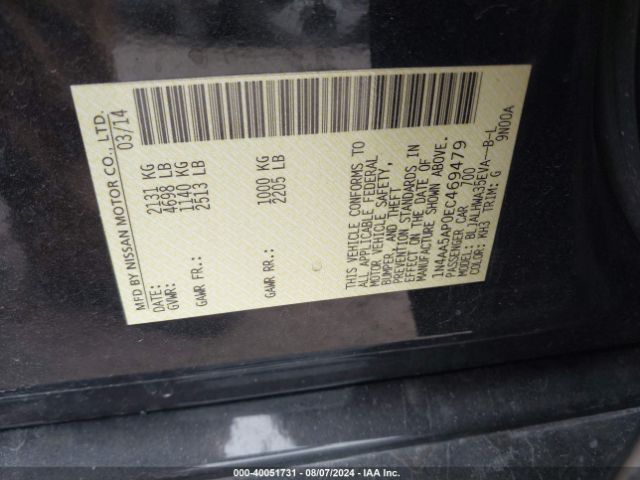 MFD BY NISSAN MOTOR CO., LTD.
DATE: 03/14
GVWR: 2131 KG
4698 LB
GAWR FR.: 1140 KG
2513 LB
GAWR RR.: 1000 KG
2205 LB
THIS VEHICLE CONFORMS TO
ALL APPLICABLE FEDERAL
MOTOR VEHICLE SAFETY,
BUMPER, AND THEFT
PREVENTION STANDARDS IN
EFFECT ON THE DATE OF
MANUFACTURE SHOWN ABOVE.
1N4AA5AP0EC469479
PASSENGER CAR 700
MODEL: BLJALHWA35EVA--B-L
COLOR: KH3 TRIM: G 9N00A
000-40051731 - 08/07/2024 - IAA Inc.